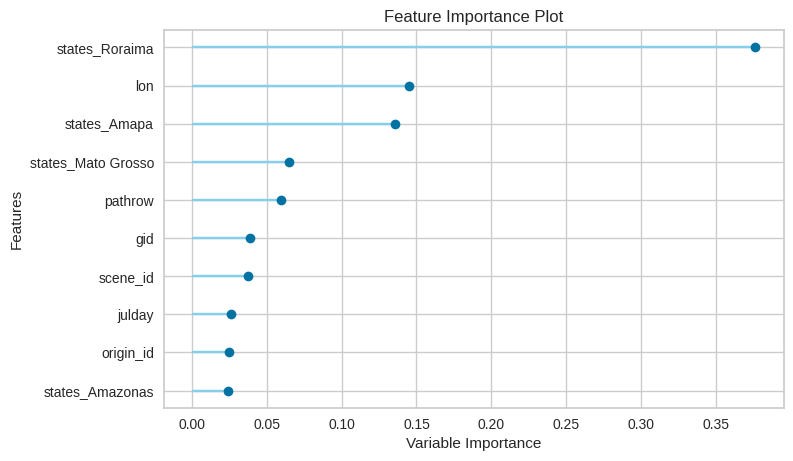 Feature Importance Plot
states_Roraima
lon
states_Amapa
states_Mato Grosso
pathrow
gid
scene_id
julday
origin_id
states_Amazonas
Features
0.00 0.05 0.10 0.15 0.20 0.25 0.30 0.35
Variable Importance